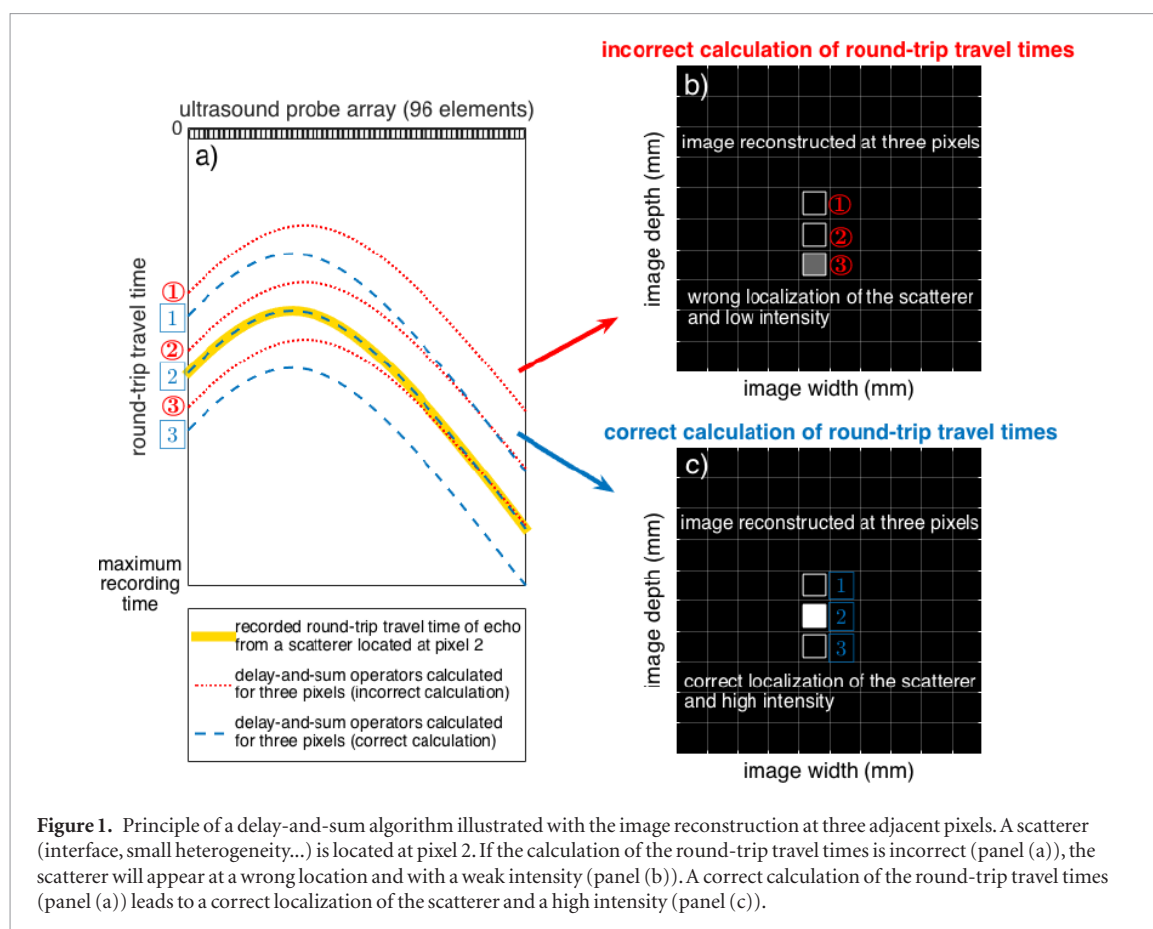 incorrect calculation of round-trip travel times
ultrasound probe array (96 elements)
0
a)
round-trip travel time
①
1
②
2
③
3
maximum
recording
time
recorded round-trip travel time of echo
from a scatterer located at pixel 2
delay-and-sum operators calculated
for three pixels (incorrect calculation)
delay-and-sum operators calculated
for three pixels (correct calculation)
b)
image reconstructed at three pixels
image depth (mm)
①
②
③
wrong localization of the scatterer
and low intensity
image width (mm)
correct calculation of round-trip travel times
c)
image reconstructed at three pixels
image depth (mm)
1
2
3
correct localization of the scatterer
and high intensity
image width (mm)
Figure 1. Principle of a delay-and-sum algorithm illustrated with the image reconstruction at three adjacent pixels. A scatterer
(interface, small heterogeneity...) is located at pixel 2. If the calculation of the round-trip travel times is incorrect (panel (a)), the
scatterer will appear at a wrong location and with a weak intensity (panel (b)). A correct calculation of the round-trip travel times
(panel (a)) leads to a correct localization of the scatterer and a high intensity (panel (c)).